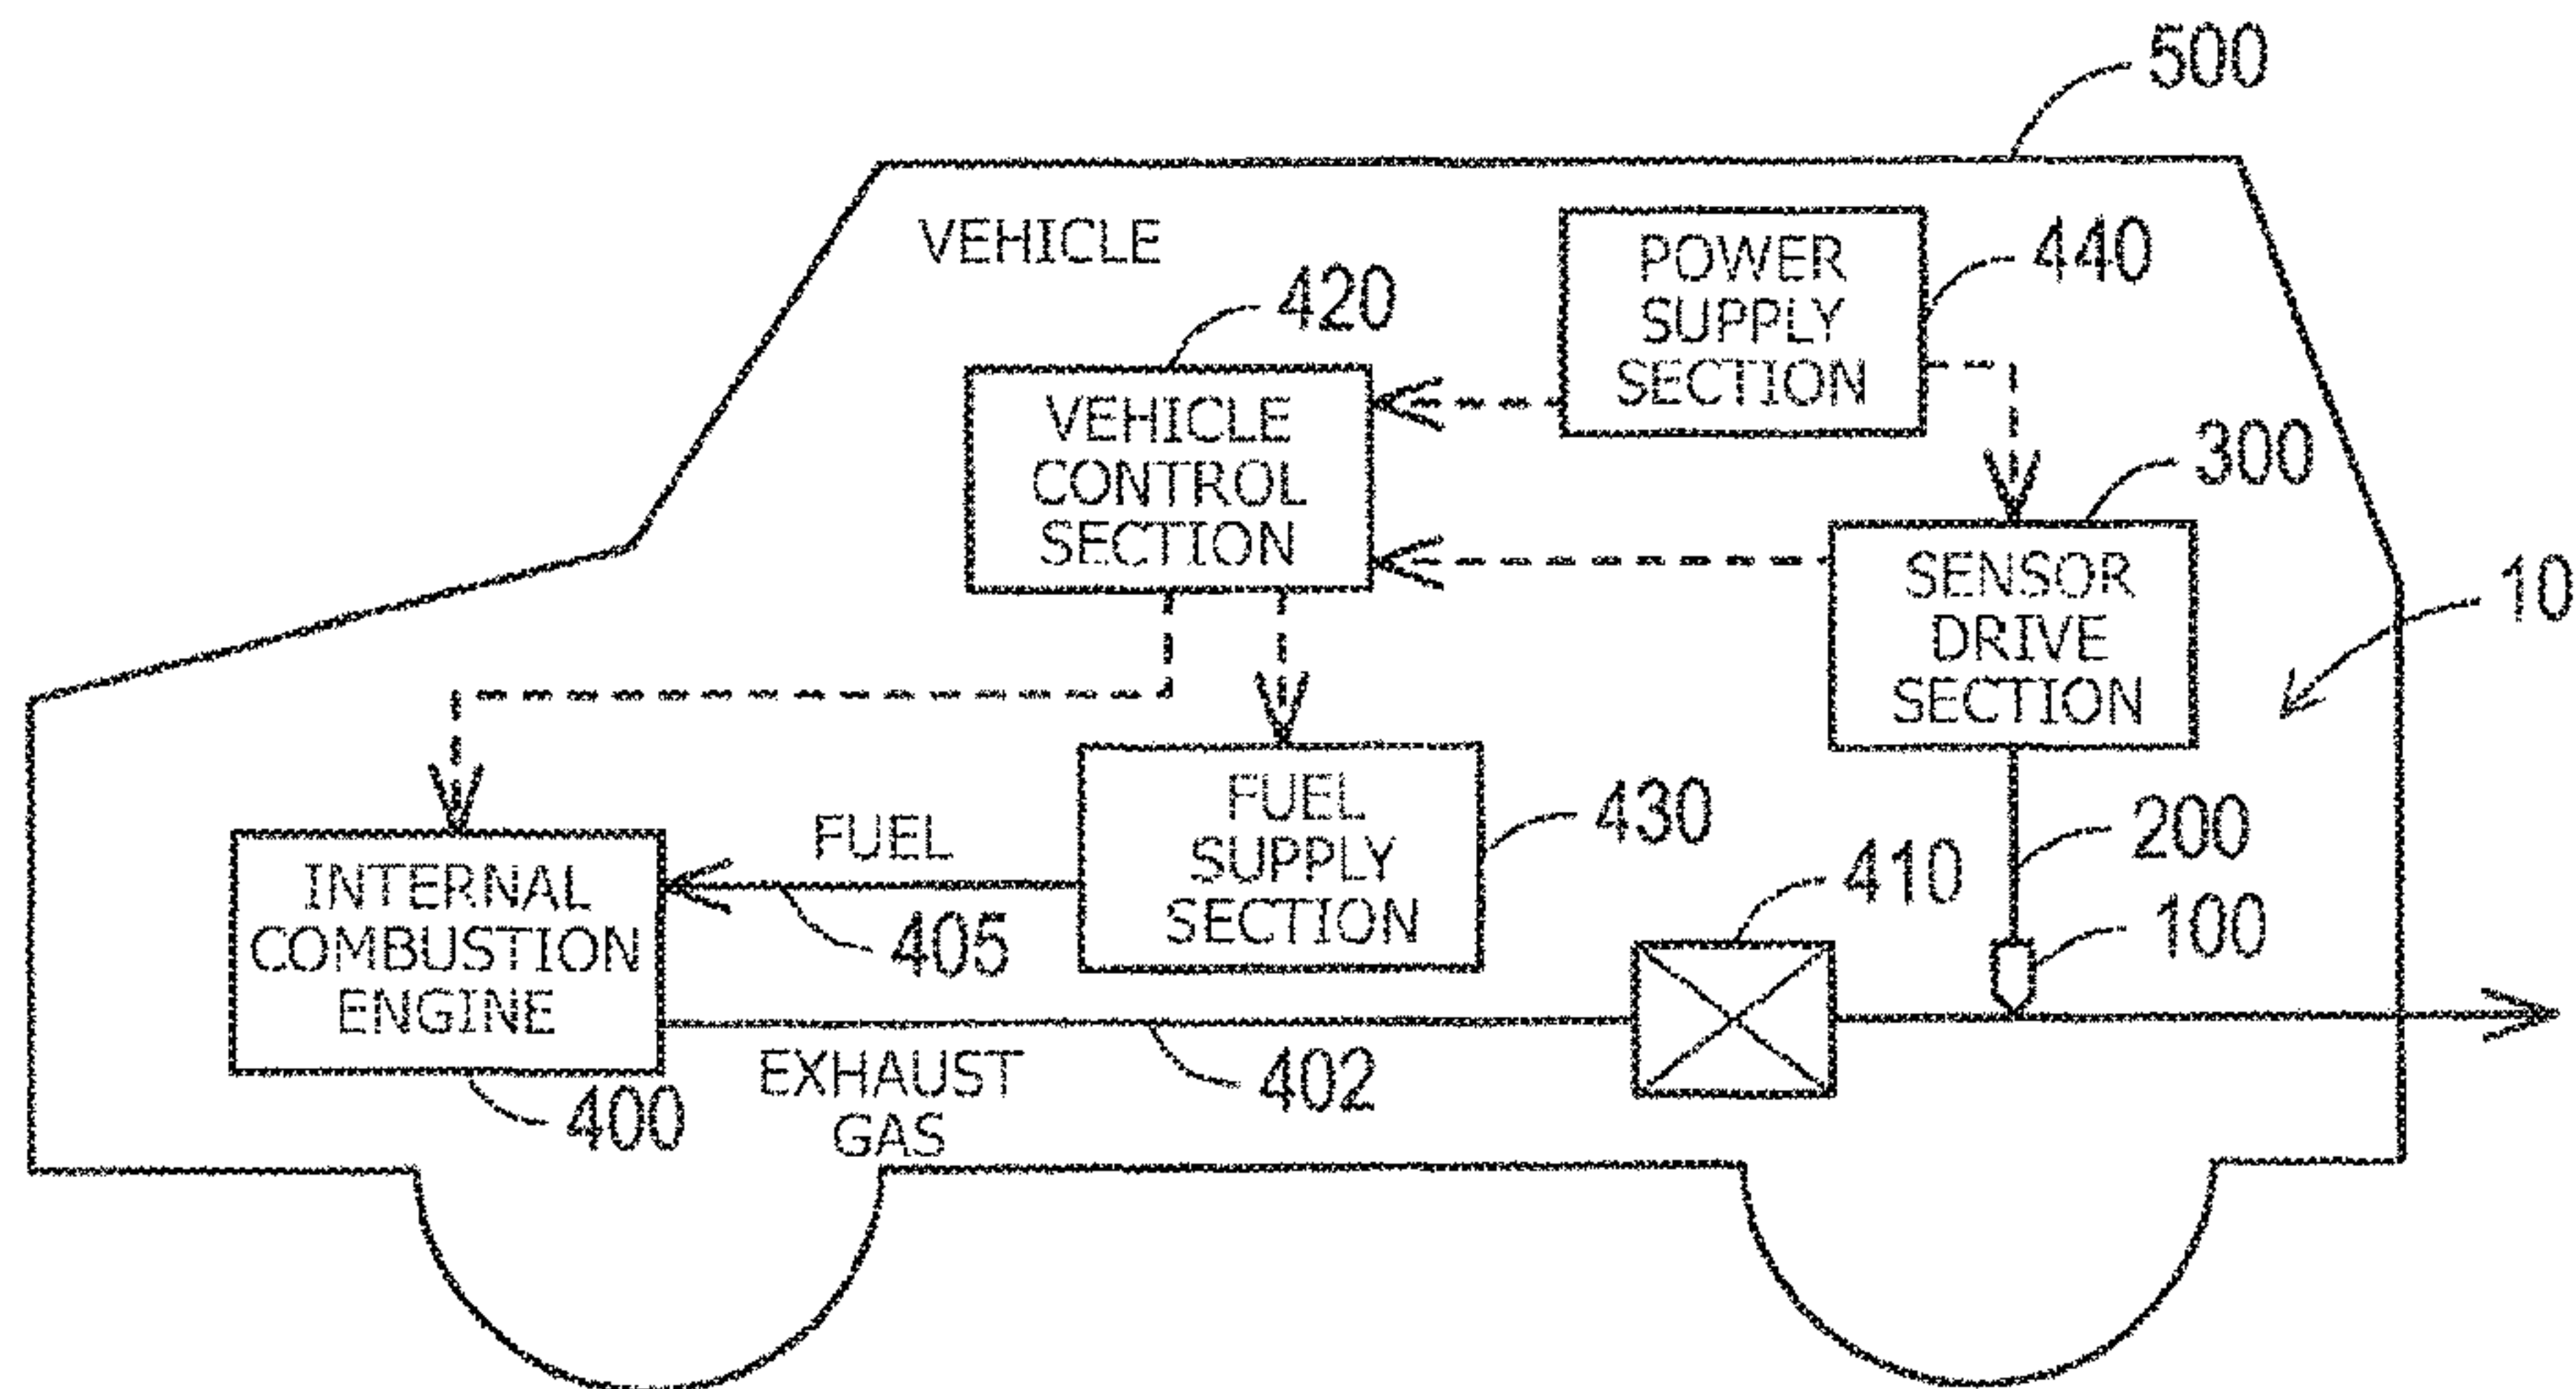 500
VEHICLE
POWER
SUPPLY
SECTION
440
420
VEHICLE
CONTROL
SECTION
300
SENSOR
DRIVE
SECTION
10
FUEL
SUPPLY
SECTION
430
FUEL
405
INTERNAL
COMBUSTION
ENGINE
400
EXHAUST
GAS
402
410
200
100